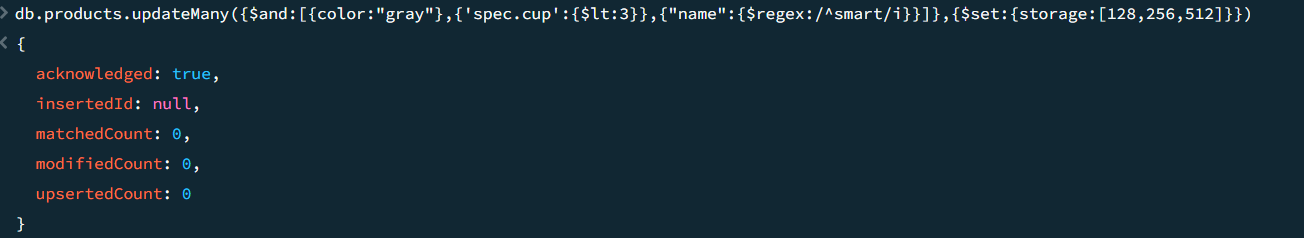 > db.products.updateMany({$and:[{color:"gray"},{'spec.cup':{$lt:3}},{"name":{$regex:/^smart/i}}]},{$set:{storage:[128,256,512]}})
< {
acknowledged: true,
insertedId: null,
matchedCount: 0,
modifiedCount: 0,
upsertedCount: 0
}